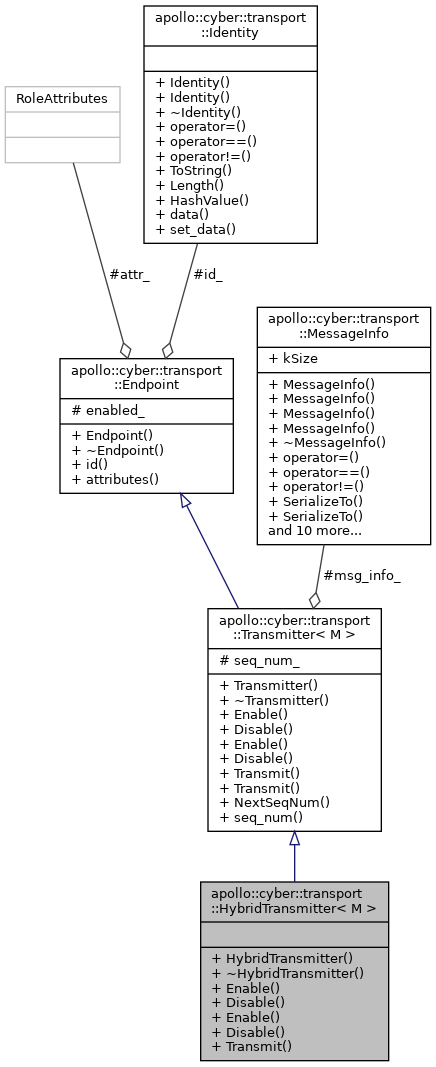 apollo::cyber::transport
::Identity
+ Identity()
+ Identity()
+ ~Identity()
+ operator=()
+ operator==()
+ operator!=()
+ ToString()
+ Length()
+ HashValue()
+ data()
+ set_data()
RoleAttributes
#attr_
#id_
apollo::cyber::transport
::MessageInfo
+ kSize
+ MessageInfo()
+ MessageInfo()
+ MessageInfo()
+ MessageInfo()
+ ~MessageInfo()
+ operator=()
+ operator==()
+ operator!=()
+ SerializeTo()
+ SerializeTo()
and 10 more...
apollo::cyber::transport
::Endpoint
# enabled_
+ Endpoint()
+ ~Endpoint()
+ id()
+ attributes()
#msg_info_
apollo::cyber::transport
::Transmitter< M >
# seq_num_
+ Transmitter()
+ ~Transmitter()
+ Enable()
+ Disable()
+ Enable()
+ Disable()
+ Transmit()
+ Transmit()
+ NextSeqNum()
+ seq_num()
apollo::cyber::transport
::HybridTransmitter< M >
+ HybridTransmitter()
+ ~HybridTransmitter()
+ Enable()
+ Disable()
+ Enable()
+ Disable()
+ Transmit()